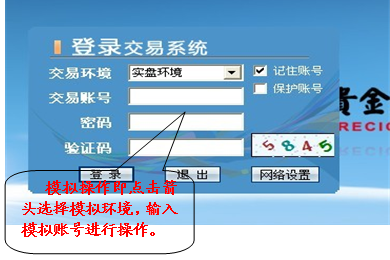 登录交易系统
交易环境 实盘环境 记住账号
交易账号 保护账号
密码
验证码 5845
登 录 退 出 网络设置
貴金
RECIO
模拟操作即点击箭
头选择模拟环境，输入
模拟账号进行操作。